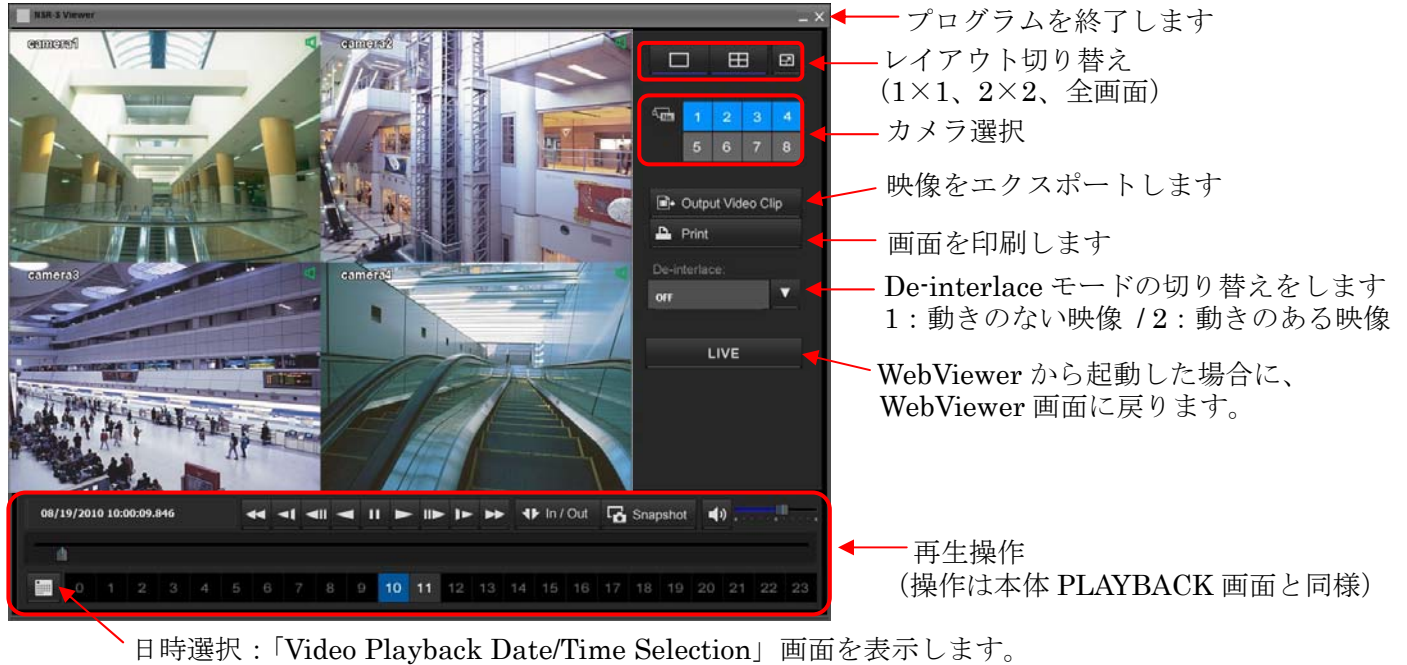 NSR-3 Viewer
プログラムを終了します
camera1
camera2
レイアウト切り替え
（1×1、2×2、全画面）
1 2 3 4
5 6 7 8
カメラ選択
Output Video Clip
映像をエクスポートします
Print
画面を印刷します
camera3
camera4
De-interlace:
OFF
De-interlace モードの切り替えをします
1：動きのない映像 / 2：動きのある映像
LIVE
WebViewer から起動した場合に、
WebViewer 画面に戻ります。
08/19/2010 10:00:09.846
In / Out
Snapshot
再生操作
（操作は本体 PLAYBACK 画面と同様）
0 1 2 3 4 5 6 7 8 9 10 11 12 13 14 15 16 17 18 19 20 21 22 23
日時選択：「Video Playback Date/Time Selection」画面を表示します。